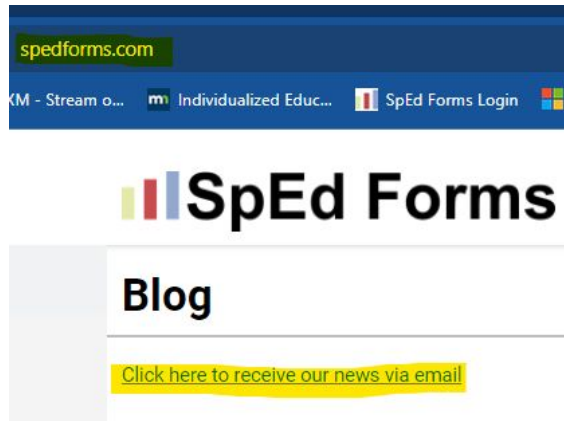 spedforms.com
XM - Stream o... Individualized Educ... SpEd Forms Login
SpEd Forms
Blog
Click here to receive our news via email